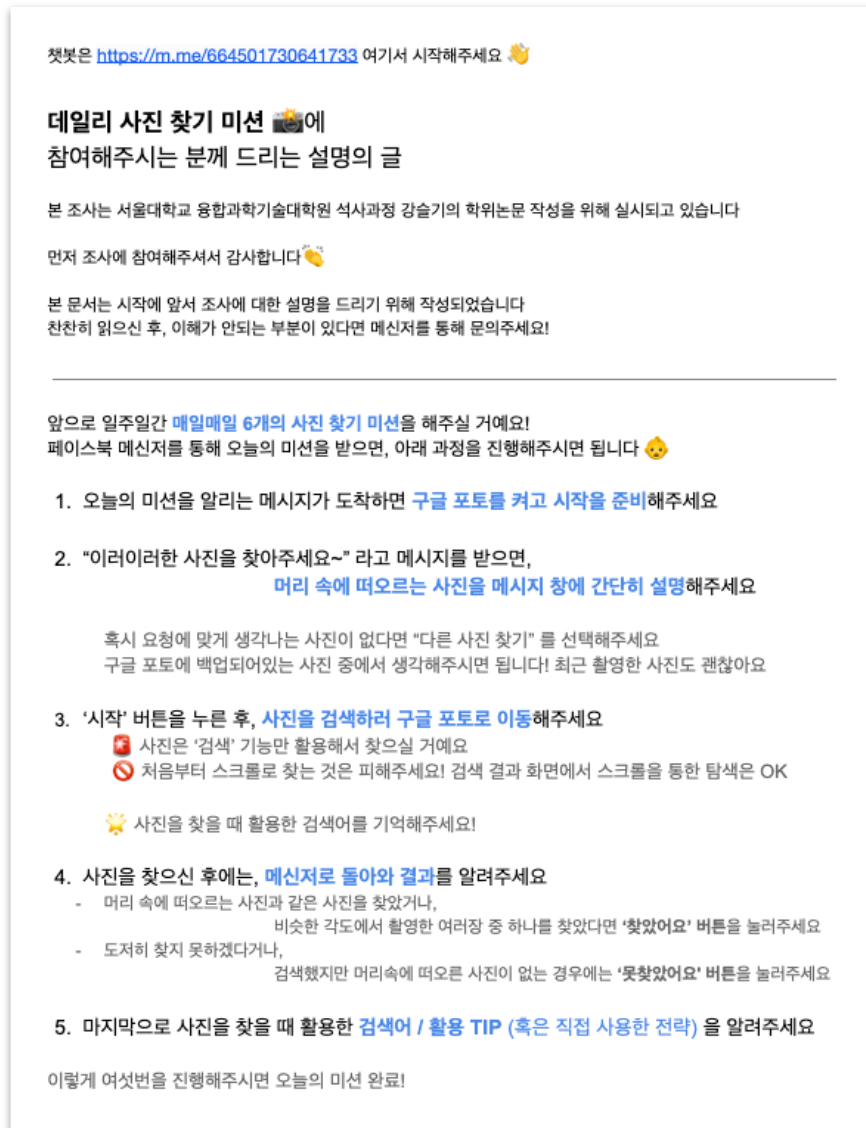 챗봇은 https://m.me/664501730641733 여기서 시작해주세요 👋
데일리 사진 찾기 미션 📸에
참여해주시는 분께 드리는 설명의 글
본 조사는 서울대학교 융합과학기술대학원 석사과정 강슬기의 학위논문 작성을 위해 실시되고 있습니다
먼저 조사에 참여해주셔서 감사합니다👏
본 문서는 시작에 앞서 조사에 대한 설명을 드리기 위해 작성되었습니다
찬찬히 읽으신 후, 이해가 안되는 부분이 있다면 메신저를 통해 문의주세요!
앞으로 일주일간 매일매일 6개의 사진 찾기 미션을 해주실 거예요!
페이스북 메신저를 통해 오늘의 미션을 받으면, 아래 과정을 진행해주시면 됩니다 👶
1. 오늘의 미션을 알리는 메시지가 도착하면 구글 포토를 켜고 시작을 준비해주세요
2. “이러이러한 사진을 찾아주세요~” 라고 메시지를 받으면,
머리 속에 떠오르는 사진을 메시지 창에 간단히 설명해주세요
혹시 요청에 맞게 생각나는 사진이 없다면 “다른 사진 찾기” 를 선택해주세요
구글 포토에 백업되어있는 사진 중에서 생각해주시면 됩니다! 최근 촬영한 사진도 괜찮아요
3. ‘시작’ 버튼을 누른 후, 사진을 검색하러 구글 포토로 이동해주세요
🚨 사진은 ‘검색’ 기능만 활용해서 찾으실 거예요
🚫 처음부터 스크롤로 찾는 것은 피해주세요! 검색 결과 화면에서 스크롤을 통한 탐색은 OK
🌟 사진을 찾을 때 활용한 검색어를 기억해주세요!
4. 사진을 찾으신 후에는, 메신저로 돌아와 결과를 알려주세요
- 머리 속에 떠오르는 사진과 같은 사진을 찾았거나,
비슷한 각도에서 촬영한 여러장 중 하나를 찾았다면 ‘찾았어요’ 버튼을 눌러주세요
- 도저히 찾지 못하겠다거나,
검색했지만 머리속에 떠오른 사진이 없는 경우에는 ‘못찾았어요’ 버튼을 눌러주세요
5. 마지막으로 사진을 찾을 때 활용한 검색어 / 활용 TIP (혹은 직접 사용한 전략) 을 알려주세요
이렇게 여섯번을 진행해주시면 오늘의 미션 완료!